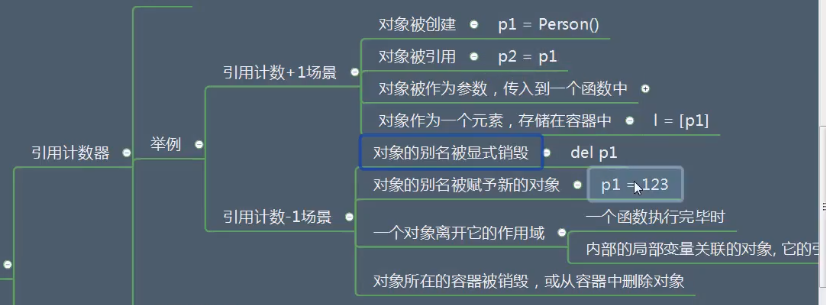 对象被创建 p1 = Person()
引用计数+1场景
对象被引用 p2 = p1
对象被作为参数，传入到一个函数中
对象作为一个元素，存储在容器中 l = [p1]
引用计数器
举例
对象的别名被显式销毁 del p1
对象的别名被赋予新的对象 p1 = 123
引用计数-1场景
一个对象离开它的作用域
一个函数执行完毕时
内部的局部变量关联的对象, 它的引
对象所在的容器被销毁，或从容器中删除对象